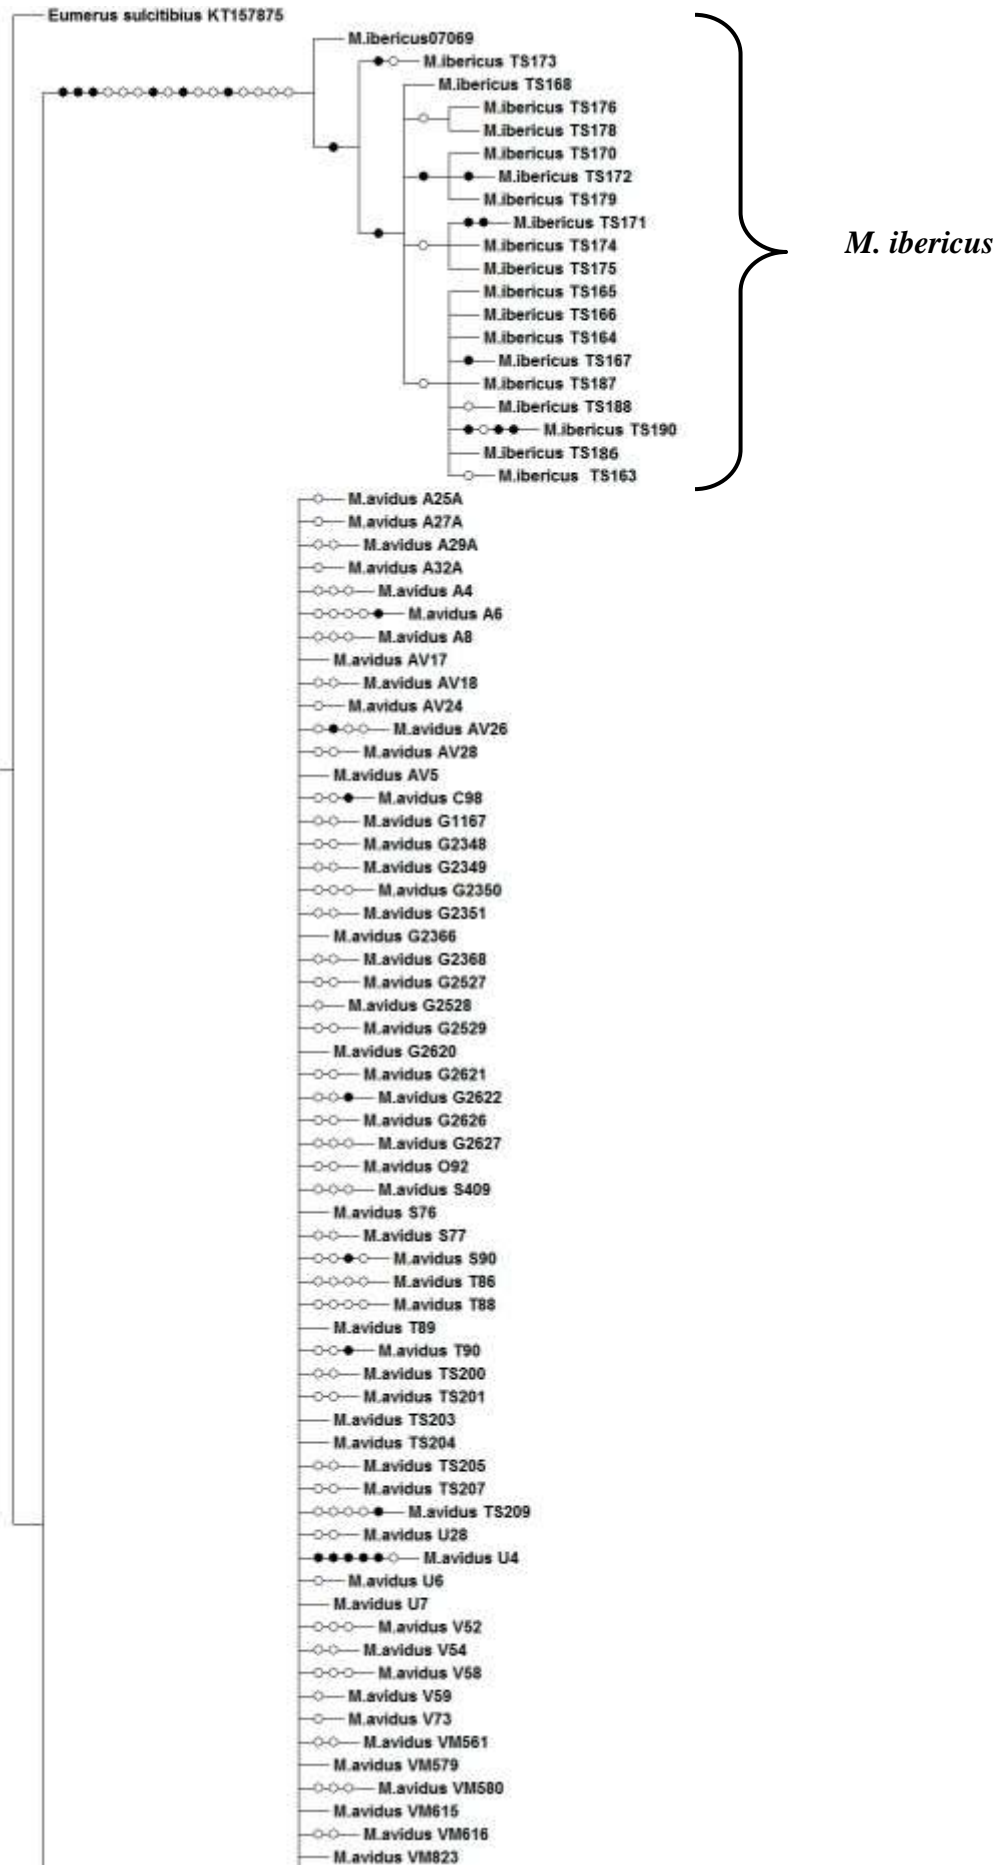 Eumerus sulcitibius KT157875
M.ibericus07069
M.ibericus TS173
M.ibericus TS168
M.ibericus TS176
M.ibericus TS178
M.ibericus TS170
M.ibericus TS172
M.ibericus TS179
M.ibericus TS171
M. ibericus
M.ibericus TS174
M.ibericus TS175
M.ibericus TS165
M.ibericus TS166
M.ibericus TS164
M.ibericus TS167
M.ibericus TS187
M.ibericus TS188
M.ibericus TS190
M.ibericus TS186
M.ibericus TS163
M.avidus A25A
M.avidus A27A
M.avidus A29A
M.avidus A32A
M.avidus A4
M.avidus A6
M.avidus A8
M.avidus AV17
M.avidus AV18
M.avidus AV24
M.avidus AV26
M.avidus AV28
M.avidus AV5
M.avidus C98
M.avidus G1167
M.avidus G2348
M.avidus G2349
M.avidus G2350
M.avidus G2351
M.avidus G2366
M.avidus G2368
M.avidus G2527
M.avidus G2528
M.avidus G2529
M.avidus G2620
M.avidus G2621
M.avidus G2622
M.avidus G2626
M.avidus G2627
M.avidus O92
M.avidus S409
M.avidus S76
M.avidus S77
M.avidus S90
M.avidus T86
M.avidus T88
M.avidus T89
M.avidus T90
M.avidus TS200
M.avidus TS201
M.avidus TS203
M.avidus TS204
M.avidus TS205
M.avidus TS207
M.avidus TS209
M.avidus U28
M.avidus U4
M.avidus U6
M.avidus U7
M.avidus V52
M.avidus V54
M.avidus V58
M.avidus V59
M.avidus V73
M.avidus VM561
M.avidus VM579
M.avidus VM580
M.avidus VM615
M.avidus VM616
M.avidus VM823